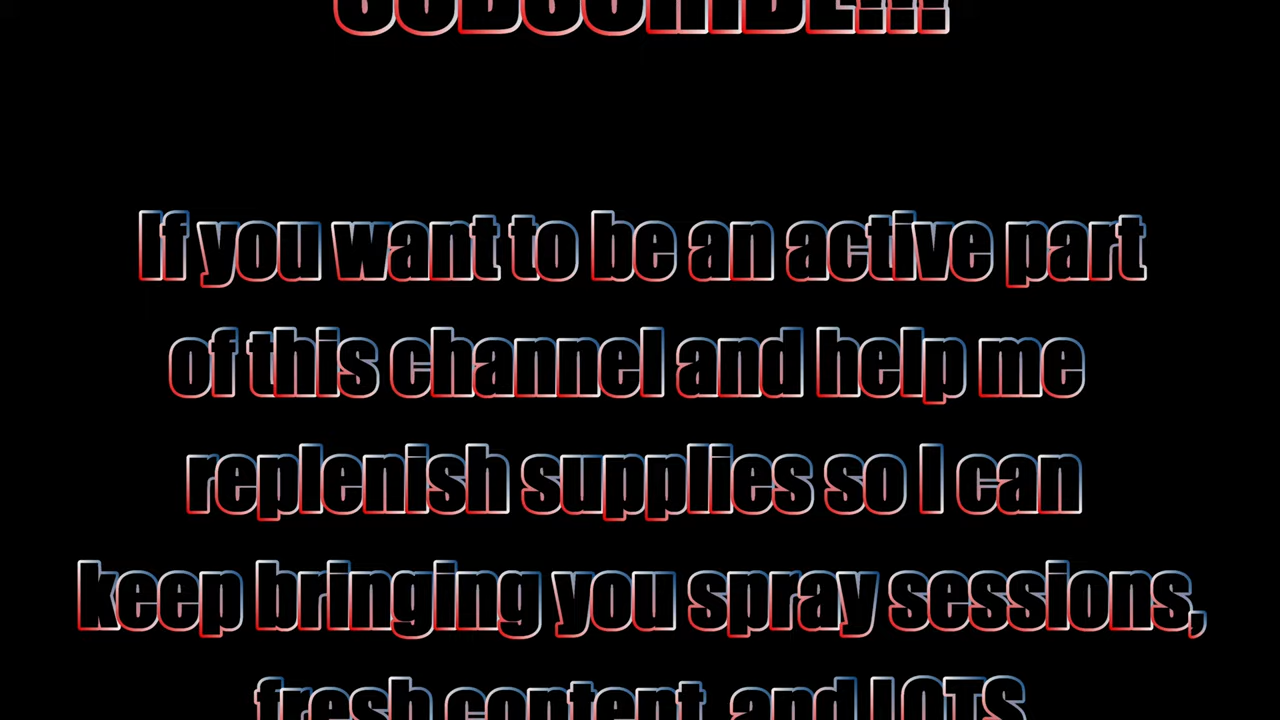 SUBSCRIBE!!!
If you want to be an active part
of this channel and help me
replenish supplies so I can
keep bringing you spray sessions,
fresh content, and LOTS